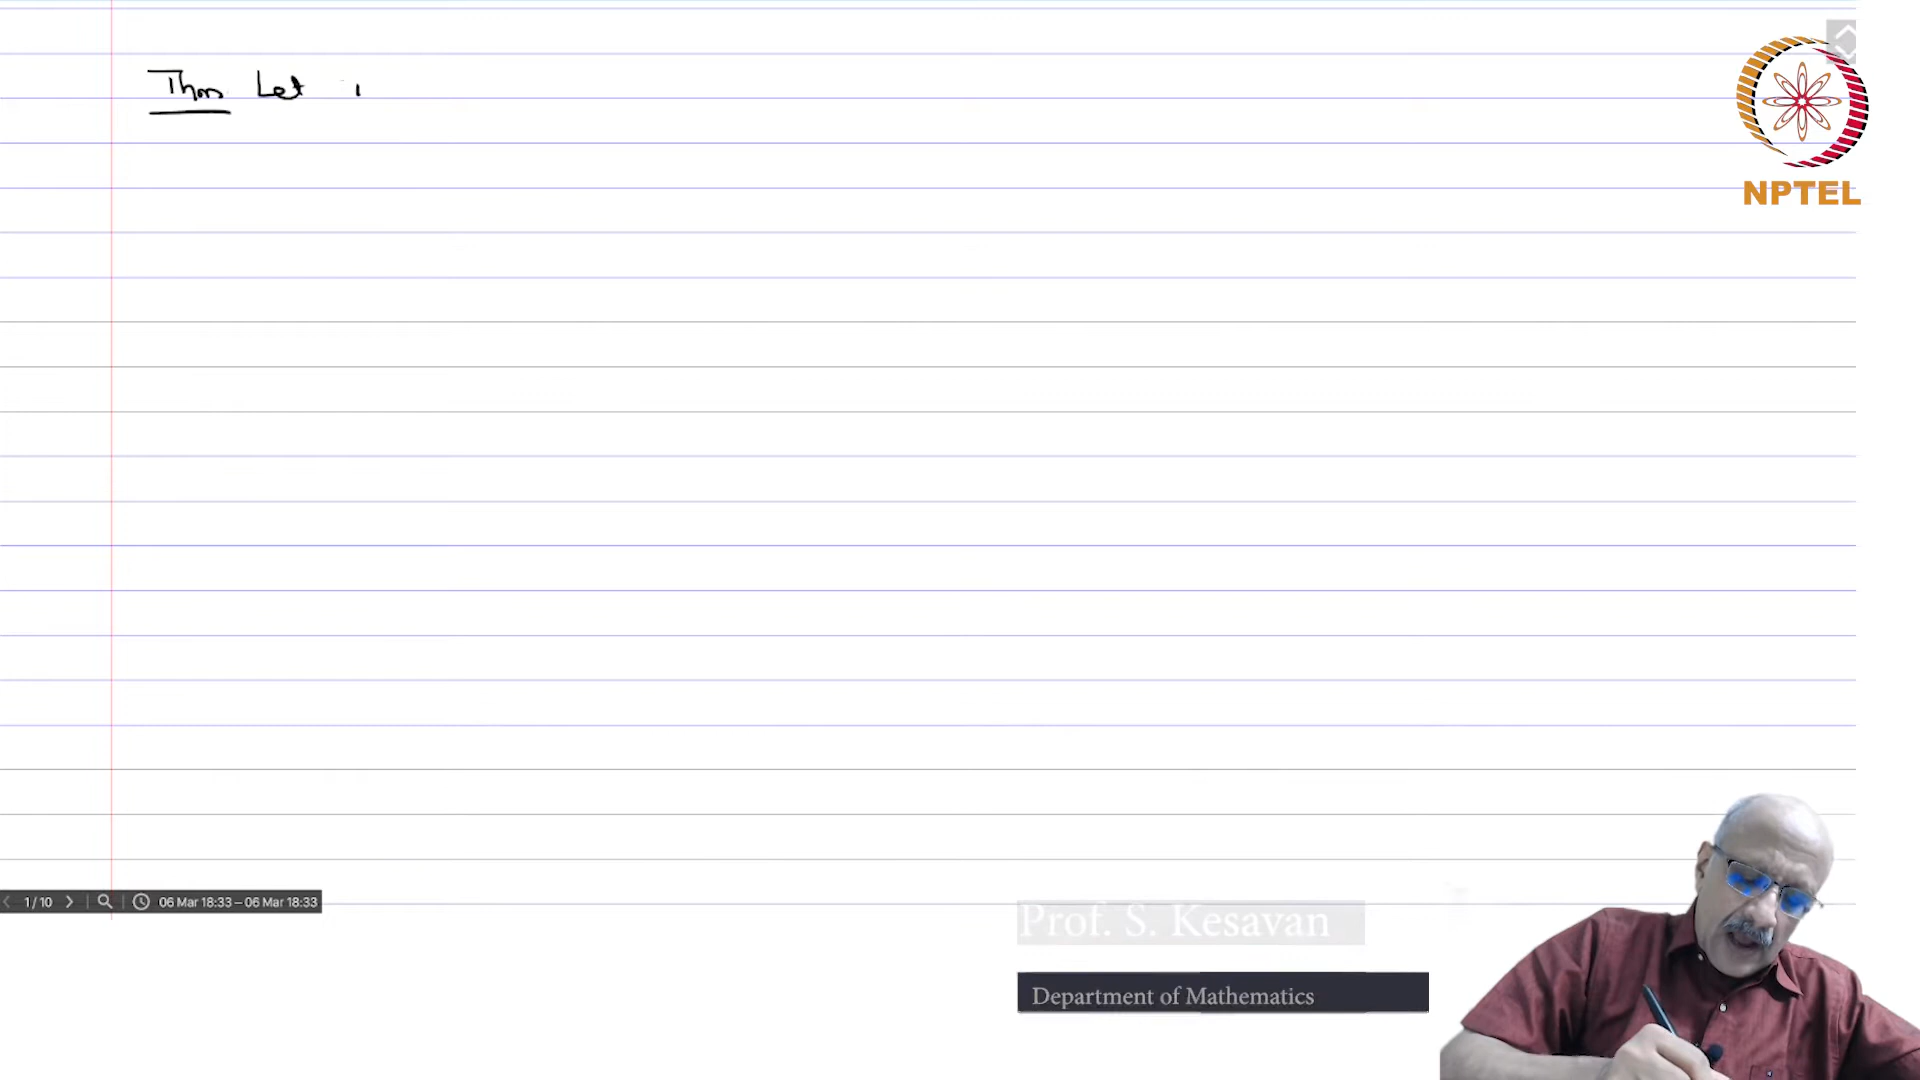 Thm Let
NPTEL
1/10 06 Mar 18:33 – 06 Mar 18:33
Prof. S. Kesavan
Department of Mathematics